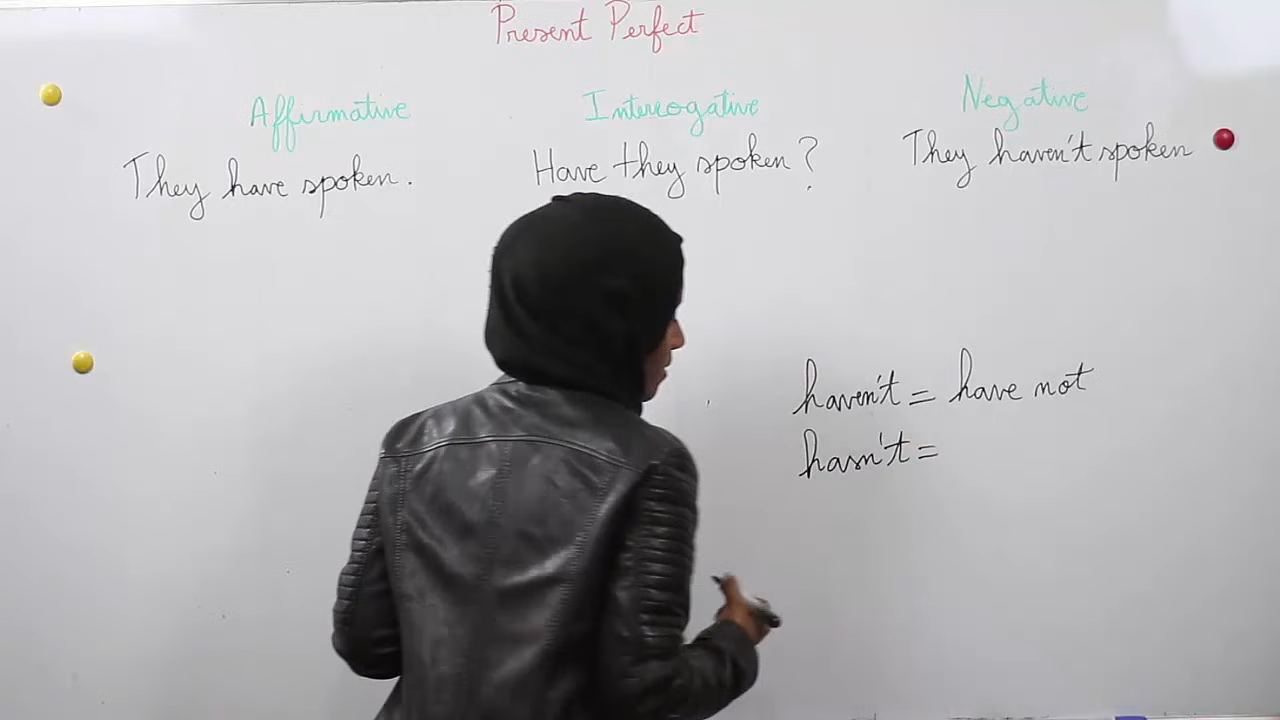 Present Perfect
Affirmative
Interrogative
Negative
They have spoken.
Have they spoken?
They haven't spoken
haven't = have not
hasn't =